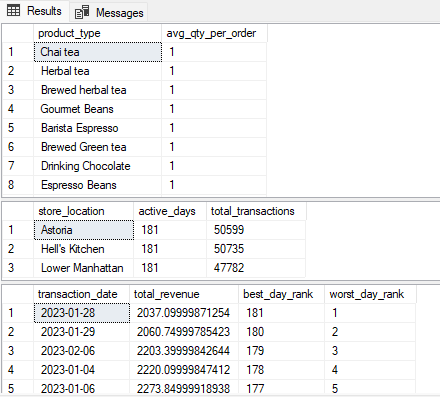 Results Messages
product_type avg_qty_per_order
1 Chai tea 1
2 Herbal tea 1
3 Brewed herbal tea 1
4 Gourmet Beans 1
5 Barista Espresso 1
6 Brewed Green tea 1
7 Drinking Chocolate 1
8 Espresso Beans 1
store_location active_days total_transactions
1 Astoria 181 50599
2 Hell's Kitchen 181 50735
3 Lower Manhattan 181 47782
transaction_date total_revenue best_day_rank worst_day_rank
1 2023-01-28 2037.09999871254 181 1
2 2023-01-29 2060.74999785423 180 2
3 2023-02-06 2203.39999842644 179 3
4 2023-01-04 2220.09999847412 178 4
5 2023-01-06 2273.84999918938 177 5